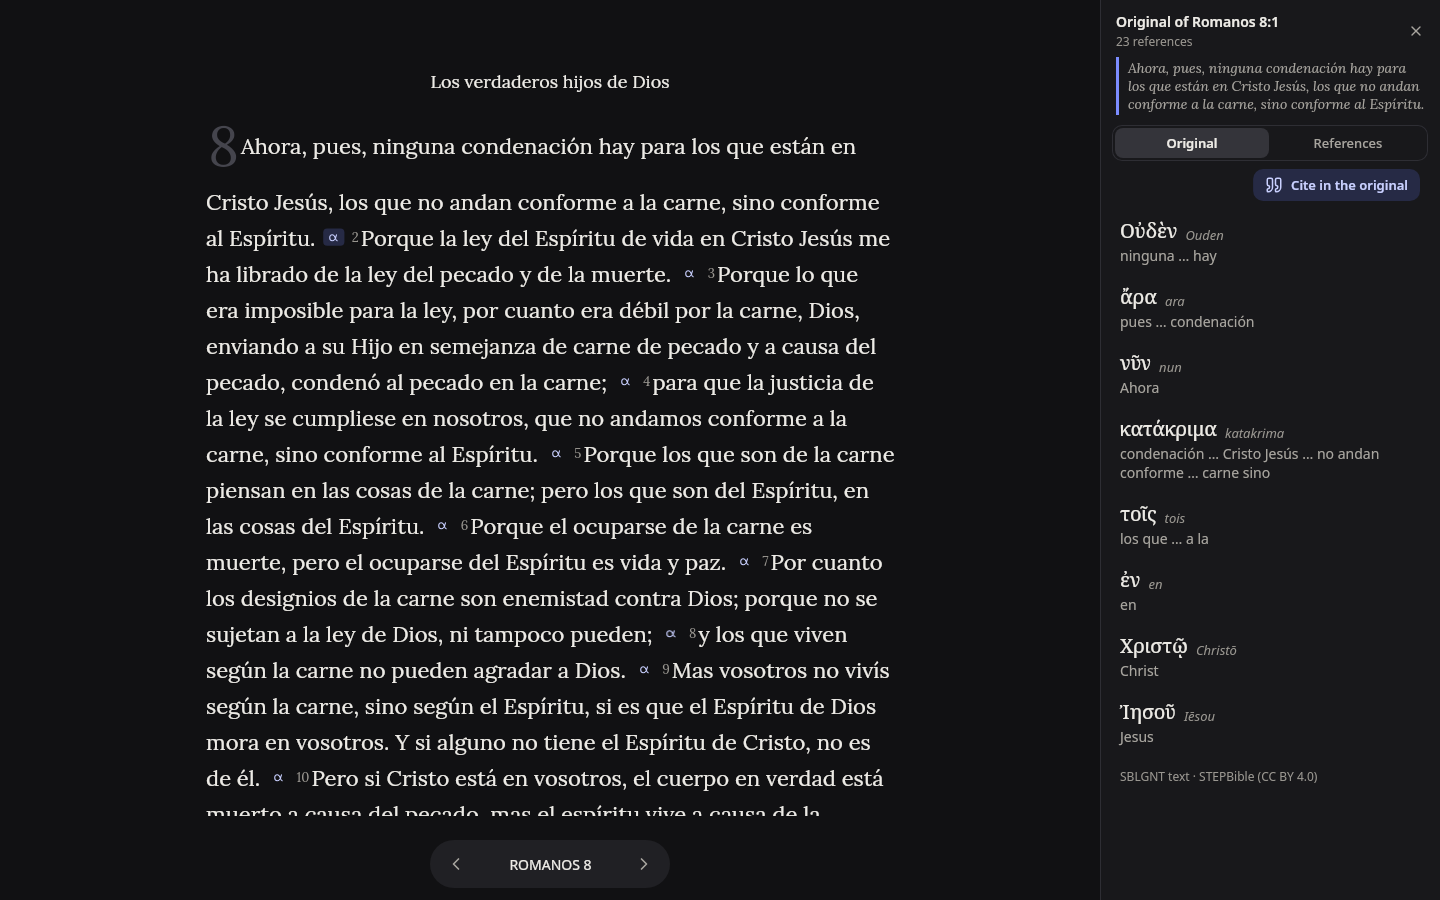 Los verdaderos hijos de Dios
8 Ahora, pues, ninguna condenación hay para los que están en
Cristo Jesús, los que no andan conforme a la carne, sino conforme
al Espíritu. α 2 Porque la ley del Espíritu de vida en Cristo Jesús me
ha librado de la ley del pecado y de la muerte. α 3 Porque lo que
era imposible para la ley, por cuanto era débil por la carne, Dios,
enviando a su Hijo en semejanza de carne de pecado y a causa del
pecado, condenó al pecado en la carne; α 4 para que la justicia de
la ley se cumpliese en nosotros, que no andamos conforme a la
carne, sino conforme al Espíritu. α 5 Porque los que son de la carne
piensan en las cosas de la carne; pero los que son del Espíritu, en
las cosas del Espíritu. α 6 Porque el ocuparse de la carne es
muerte, pero el ocuparse del Espíritu es vida y paz. α 7 Por cuanto
los designios de la carne son enemistad contra Dios; porque no se
sujetan a la ley de Dios, ni tampoco pueden; α 8 y los que viven
según la carne no pueden agradar a Dios. α 9 Mas vosotros no vivís
según la carne, sino según el Espíritu, si es que el Espíritu de Dios
mora en vosotros. Y si alguno no tiene el Espíritu de Cristo, no es
de él. α 10 Pero si Cristo está en vosotros, el cuerpo en verdad está
muerto a causa del pecado, mas el espíritu vive a causa de la
ROMANOS 8
Original of Romanos 8:1
23 references
Ahora, pues, ninguna condenación hay para
los que están en Cristo Jesús, los que no andan
conforme a la carne, sino conforme al Espíritu.
Original References
Cite in the original
Οὐδὲν Ouden
ninguna ... hay
ἄρα ara
pues ... condenación
νῦν nun
Ahora
κατάκριμα katakrima
condenación ... Cristo Jesús ... no andan
conforme ... carne sino
τοῖς tois
los que ... a la
ἐν en
en
Χριστῷ Christō
Christ
Ἰησοῦ Iēsou
Jesus
SBLGNT text · STEPBible (CC BY 4.0)